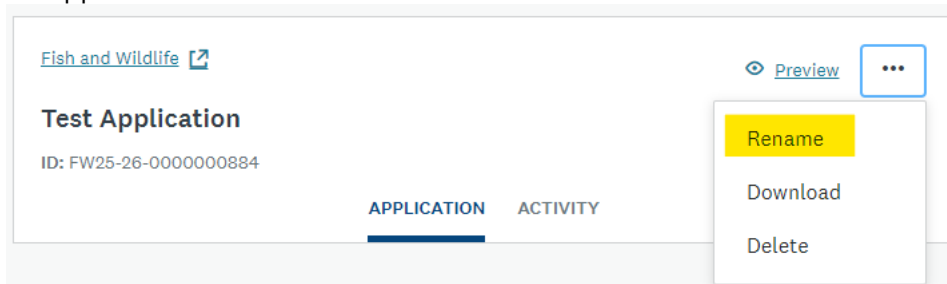 Fish and Wildlife
Preview
•••
Test Application
ID: FW25-26-0000000884
Rename
Download
Delete
APPLICATION
ACTIVITY